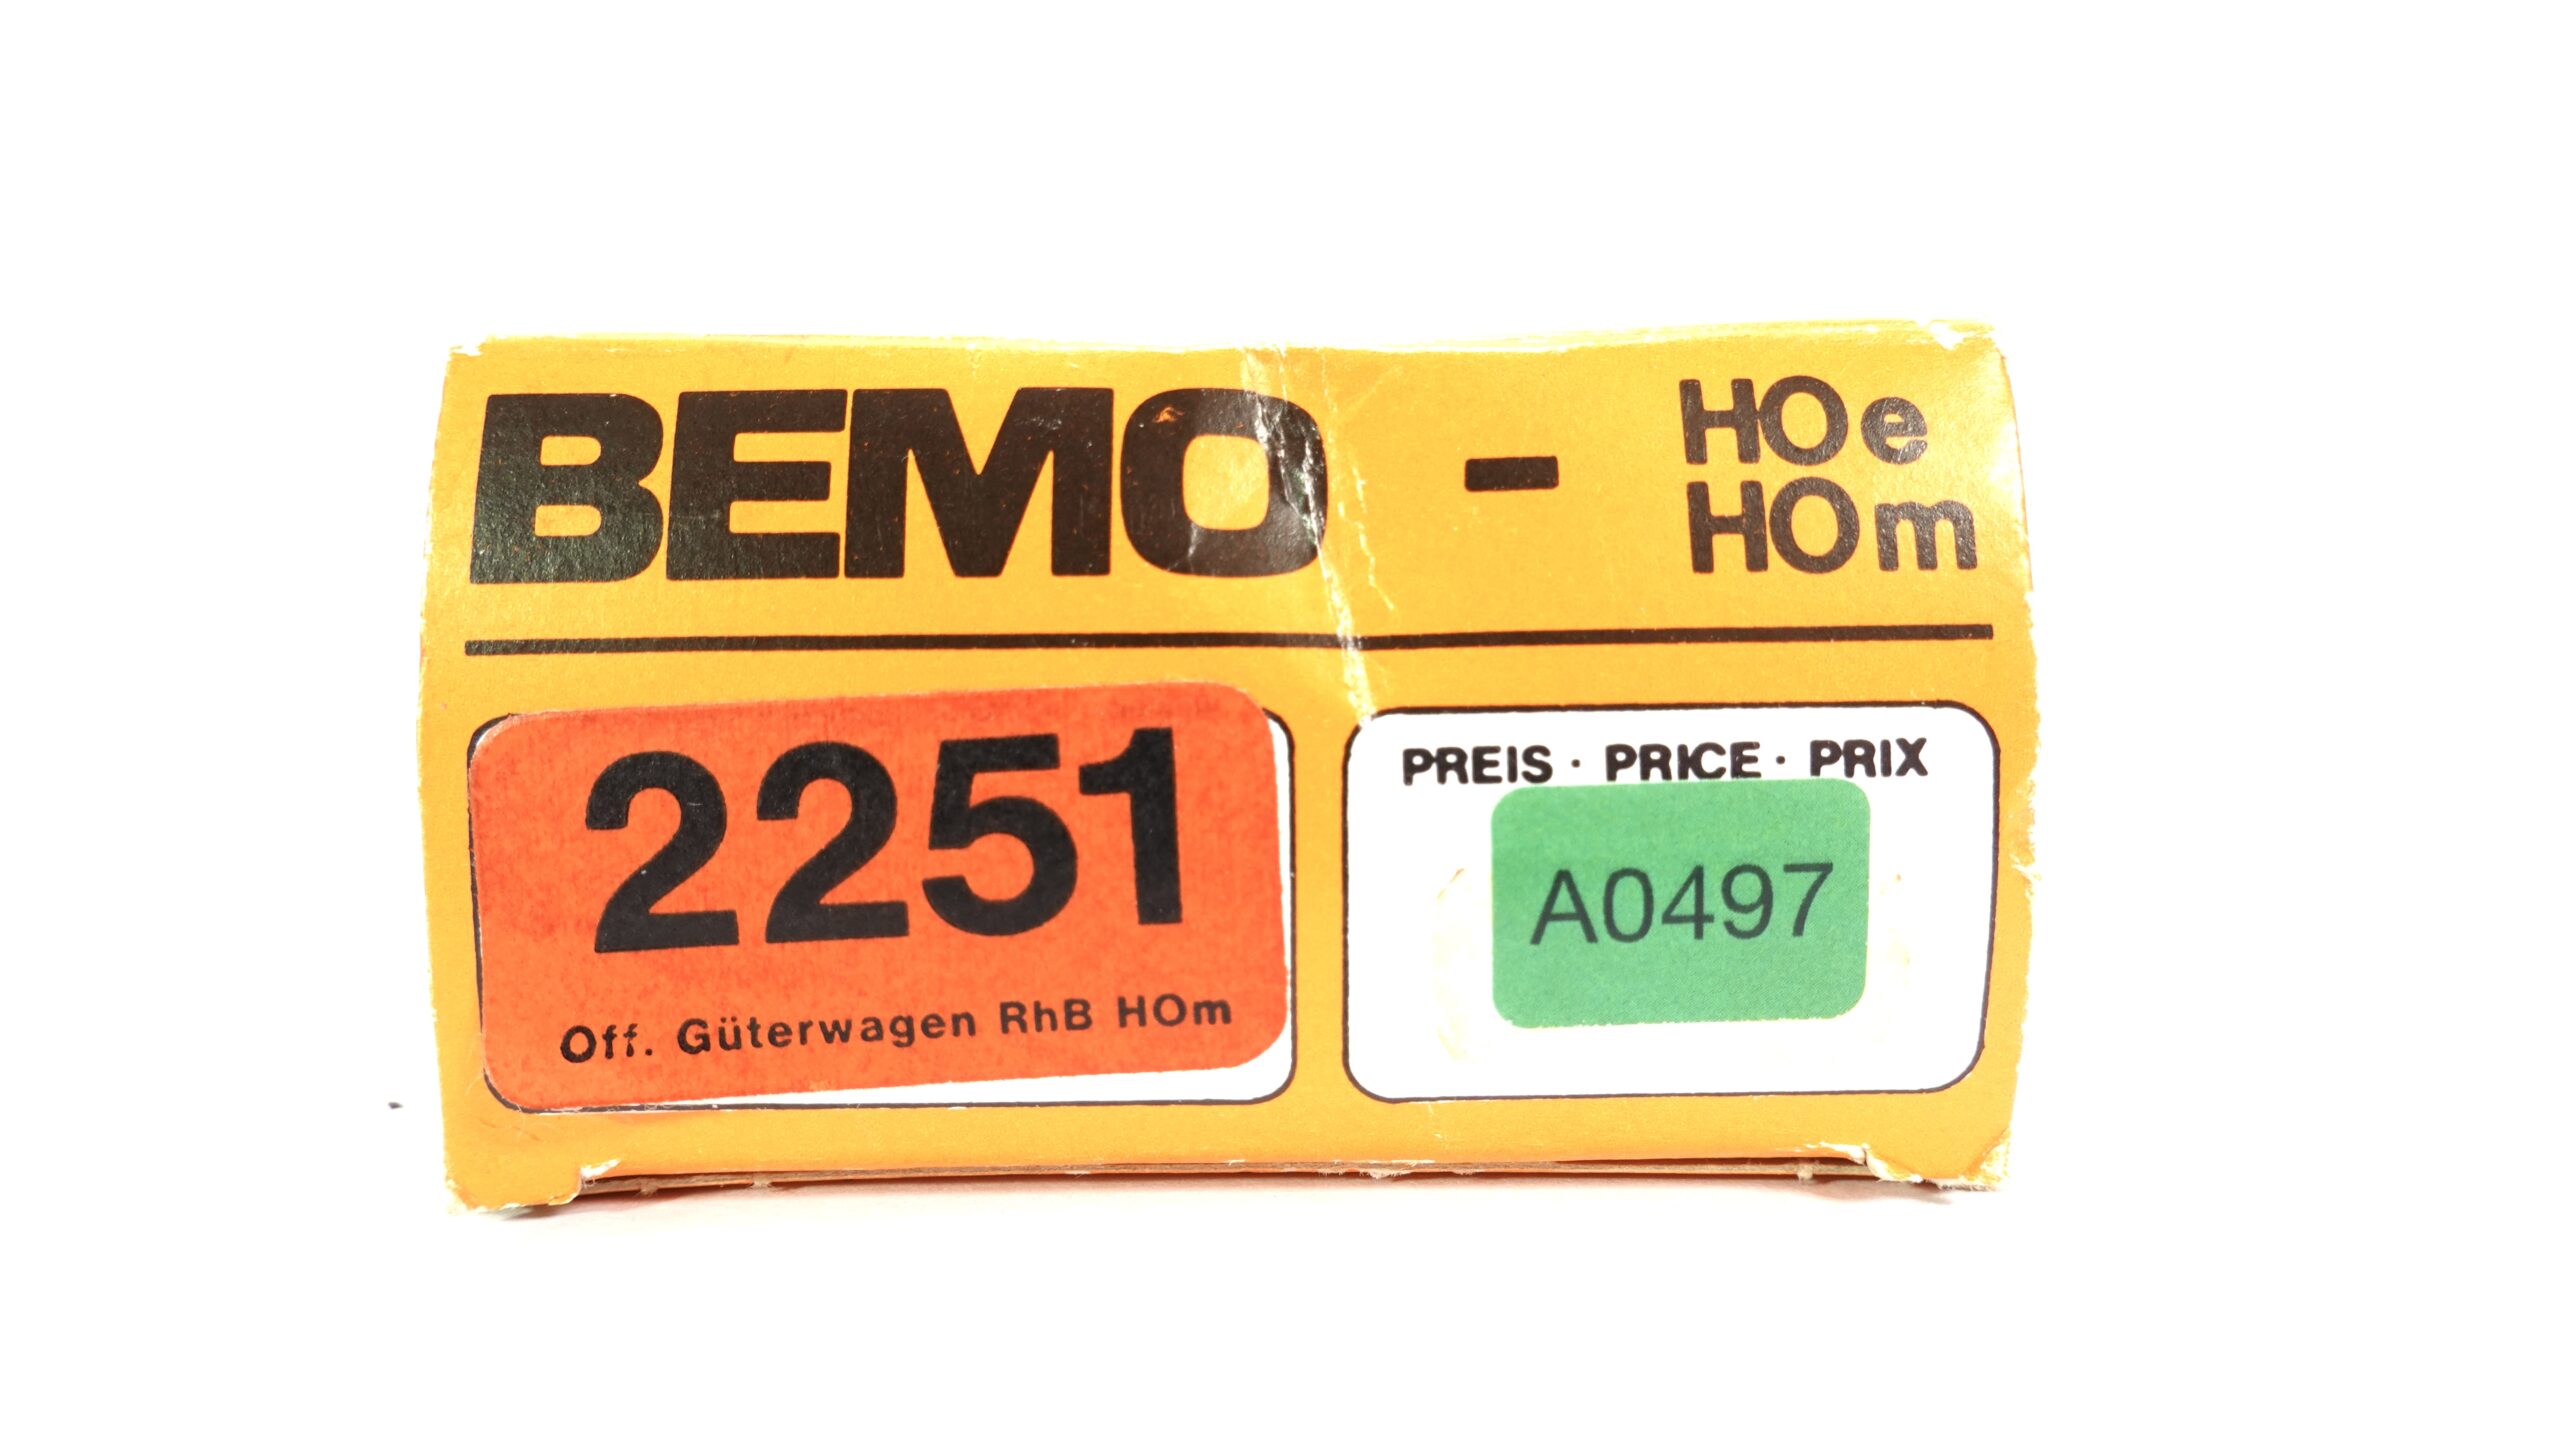 BEMO - HOe
HOm
2251
Off. Güterwagen RhB HOm
PREIS · PRICE · PRIX
A0497